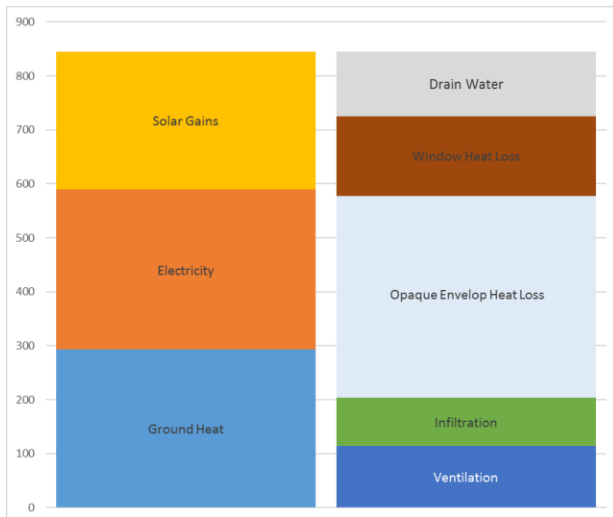 900
800
700
600
500
400
300
200
100
0
Solar Gains
Electricity
Ground Heat
Drain Water
Window Heat Loss
Opaque Envelop Heat Loss
Infiltration
Ventilation